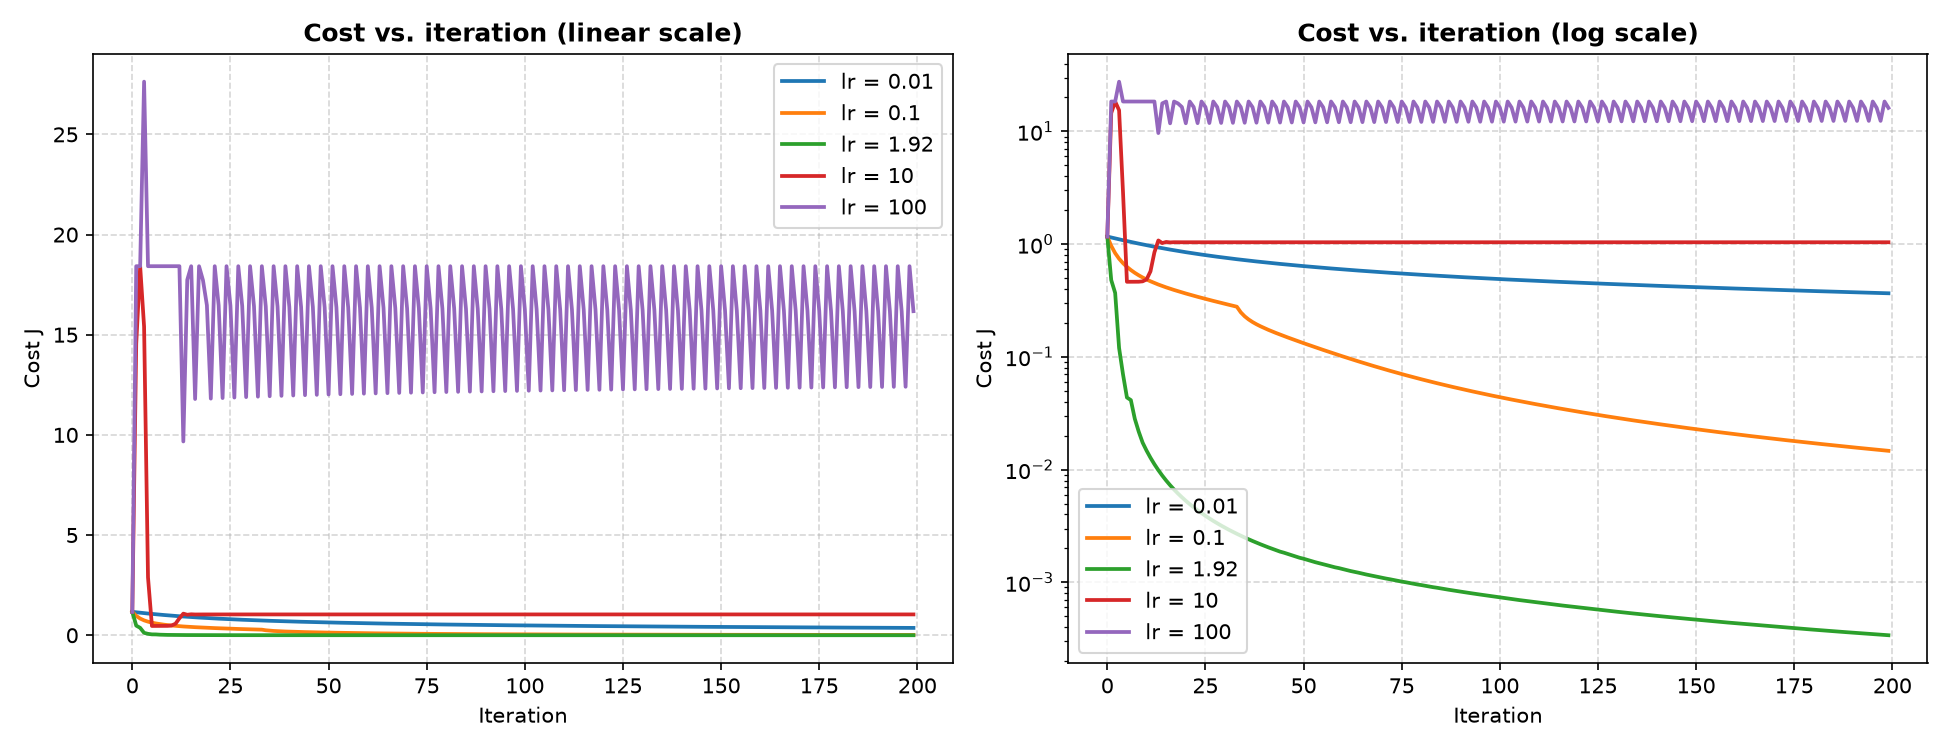 Cost vs. iteration (linear scale)
Cost J
25
20
15
10
5
0
lr = 0.01
lr = 0.1
lr = 1.92
lr = 10
lr = 100
0 25 50 75 100 125 150 175 200
Iteration
Cost vs. iteration (log scale)
Cost J
10¹
10⁰
10⁻¹
10⁻²
10⁻³
lr = 0.01
lr = 0.1
lr = 1.92
lr = 10
lr = 100
0 25 50 75 100 125 150 175 200
Iteration